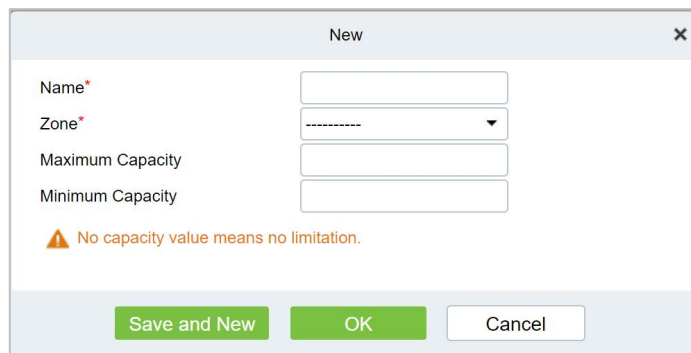 New
Name*
Zone* ----------
Maximum Capacity
Minimum Capacity
No capacity value means no limitation.
Save and New OK Cancel